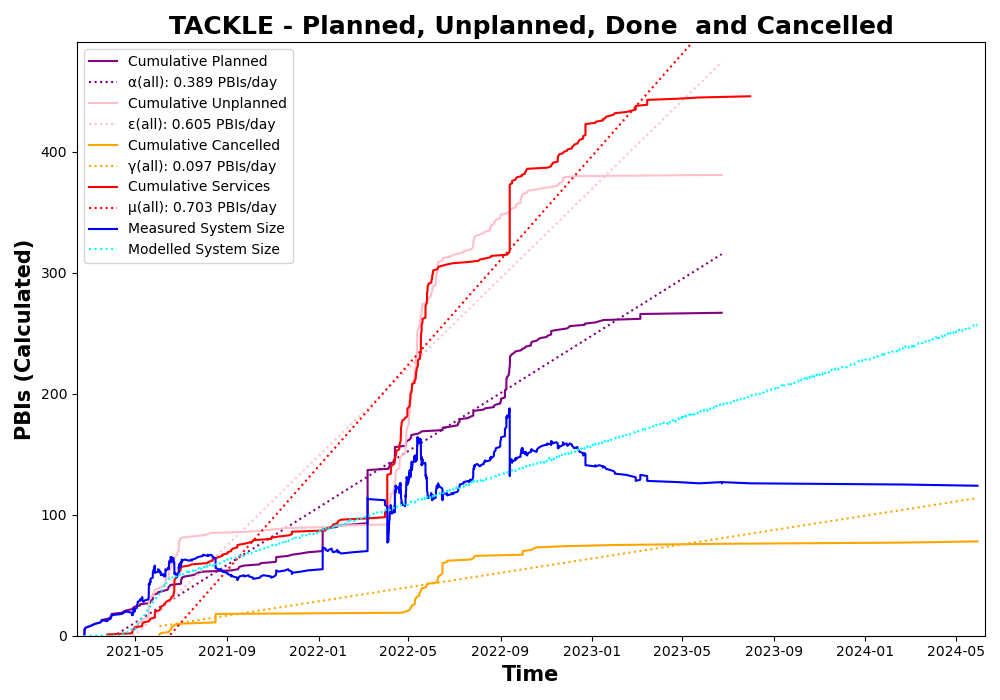 TACKLE - Planned, Unplanned, Done  and Cancelled
Cumulative Planned
α(all): 0.389 PBIs/day
Cumulative Unplanned
ε(all): 0.605 PBIs/day
Cumulative Cancelled
γ(all): 0.097 PBIs/day
Cumulative Services
μ(all): 0.703 PBIs/day
Measured System Size
Modelled System Size
PBIs (Calculated)
400
300
200
100
0
2021-05 2021-09 2022-01 2022-05 2022-09 2023-01 2023-05 2023-09 2024-01 2024-05
Time